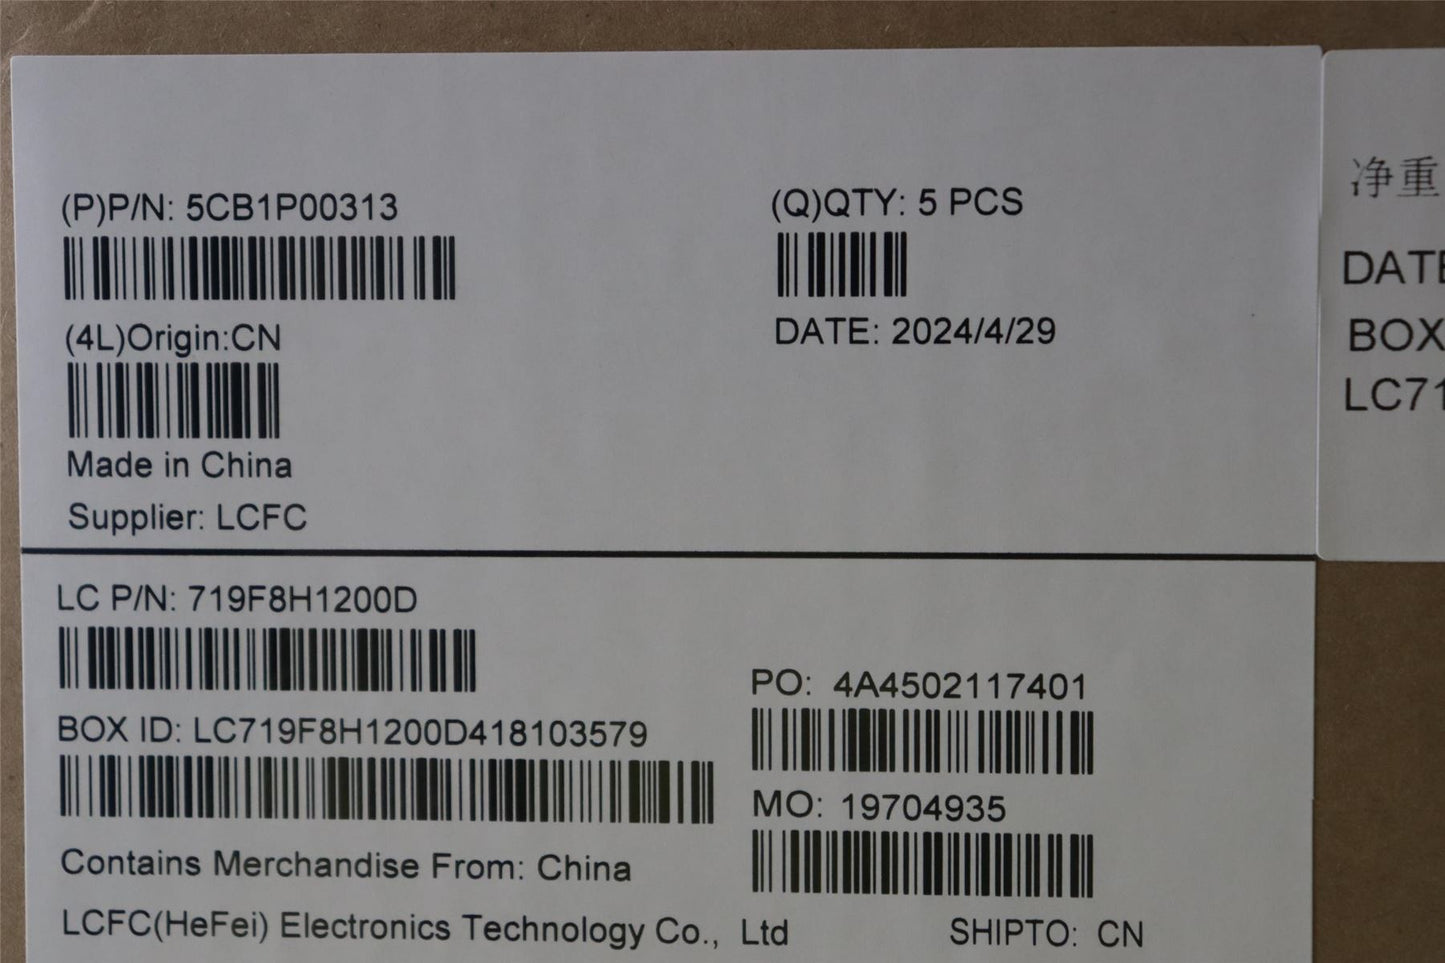 (P)P/N: 5CB1P00313
(Q)QTY: 5 PCS
(4L)Origin:CN
DATE: 2024/4/29
Made in China
Supplier: LCFC
LC P/N: 719F8H1200D
PO: 4A4502117401
BOX ID: LC719F8H1200D418103579
MO: 19704935
Contains Merchandise From: China
LCFC(HeFei) Electronics Technology Co., Ltd
SHIPTO: CN
净重
DATE
BOX
LC71